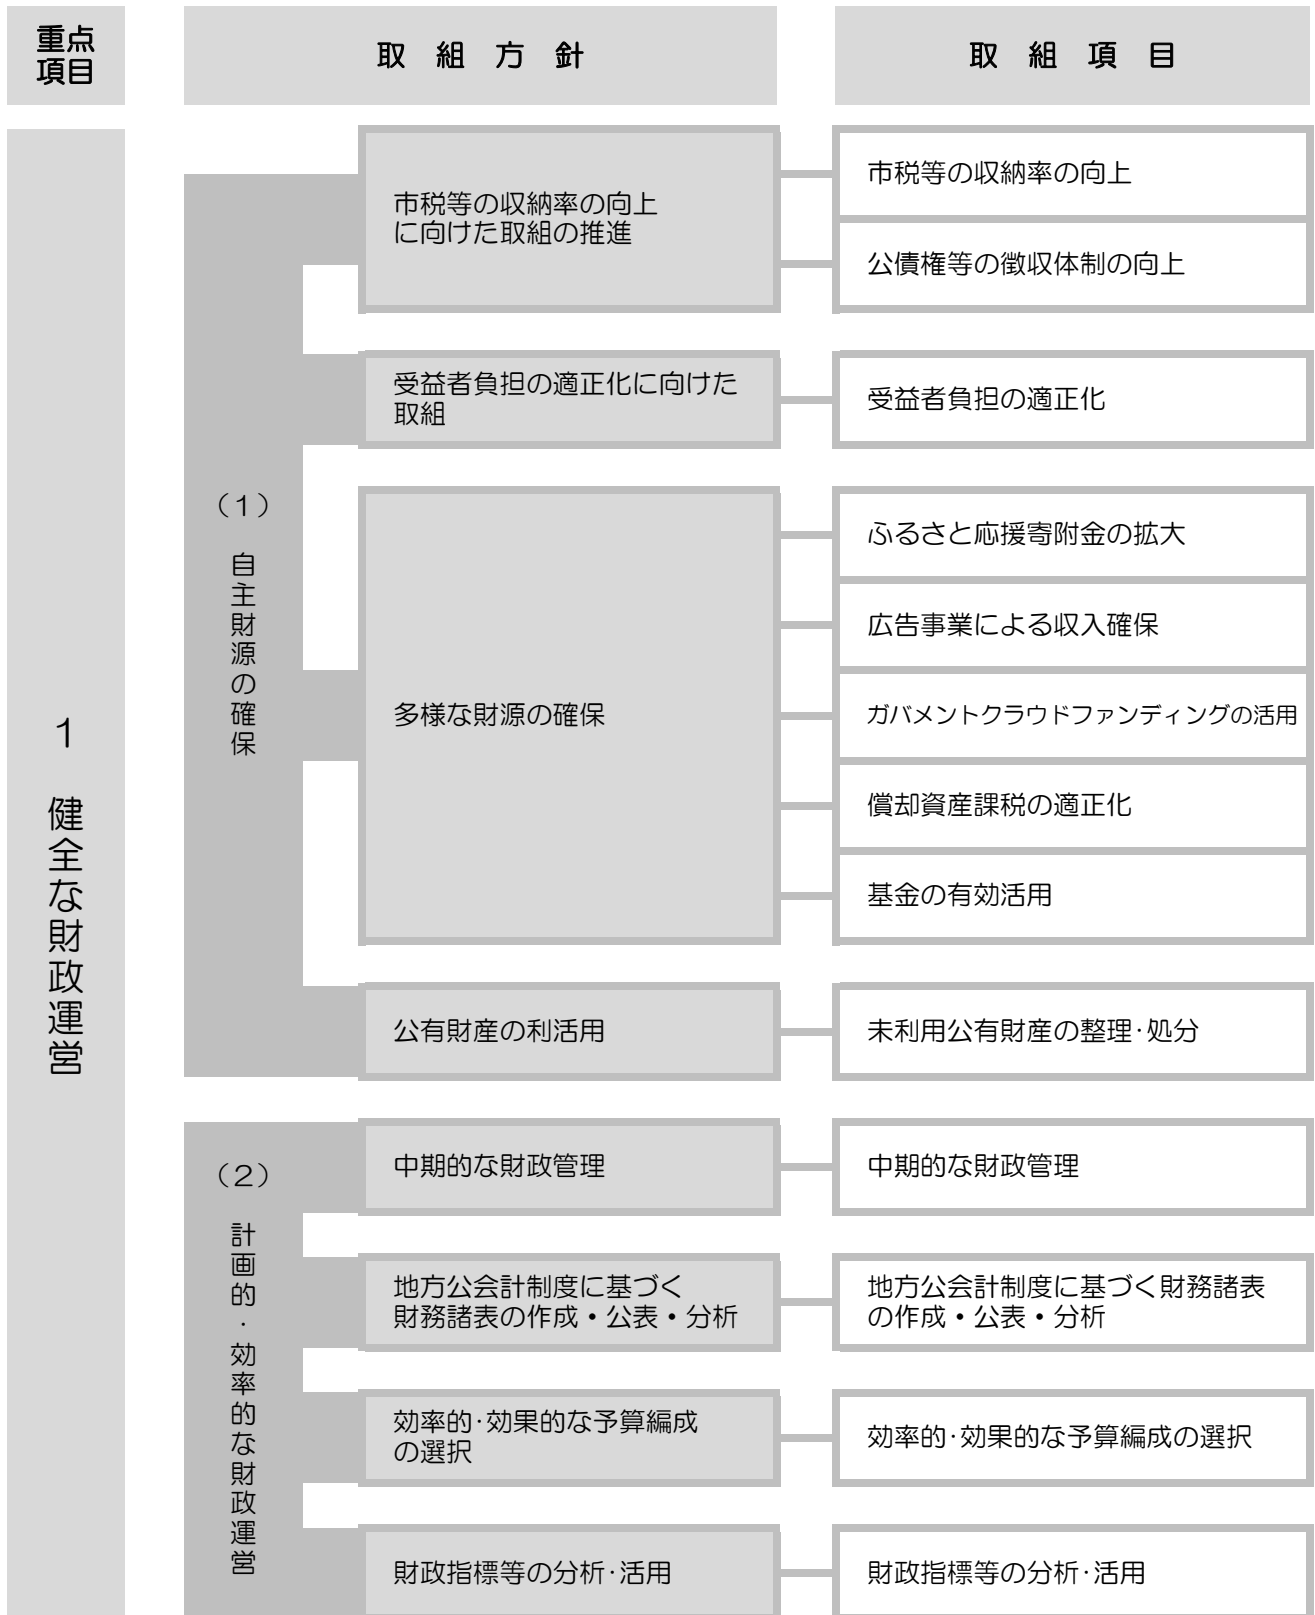 重点
項目
取組方針
取組項目
1 健全な財政運営
(1) 自主財源の確保
市税等の収納率の向上
に向けた取組の推進
市税等の収納率の向上
公債権等の徴収体制の向上
受益者負担の適正化に向けた
取組
受益者負担の適正化
多様な財源の確保
ふるさと応援寄附金の拡大
広告事業による収入確保
ガバメントクラウドファンディングの活用
償却資産課税の適正化
基金の有効活用
公有財産の利活用
未利用公有財産の整理・処分
(2) 計画的・効率的な財政運営
中期的な財政管理
中期的な財政管理
地方公会計制度に基づく
財務諸表の作成・公表・分析
地方公会計制度に基づく財務諸表
の作成・公表・分析
効率的・効果的な予算編成
の選択
効率的・効果的な予算編成の選択
財政指標等の分析・活用
財政指標等の分析・活用